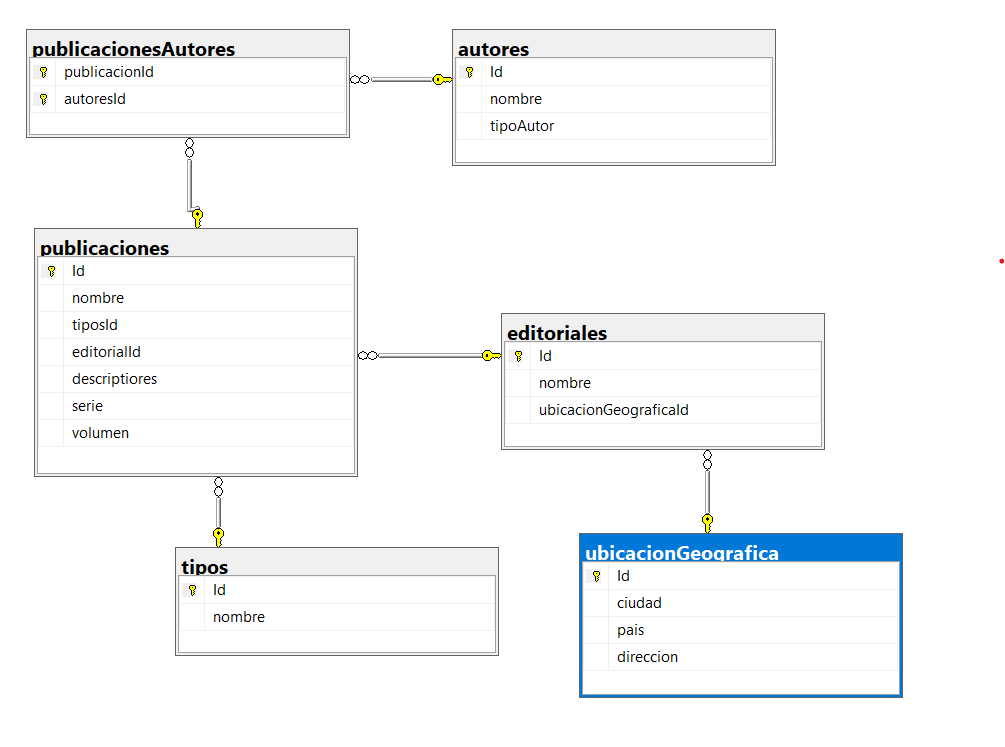 publicacionesAutores
publicacionId
autoresId
autores
Id
nombre
tipoAutor
publicaciones
Id
nombre
tiposId
editorialId
descriptiores
serie
volumen
editoriales
Id
nombre
ubicacionGeograficaId
tipos
Id
nombre
ubicacionGeografica
Id
ciudad
pais
direccion